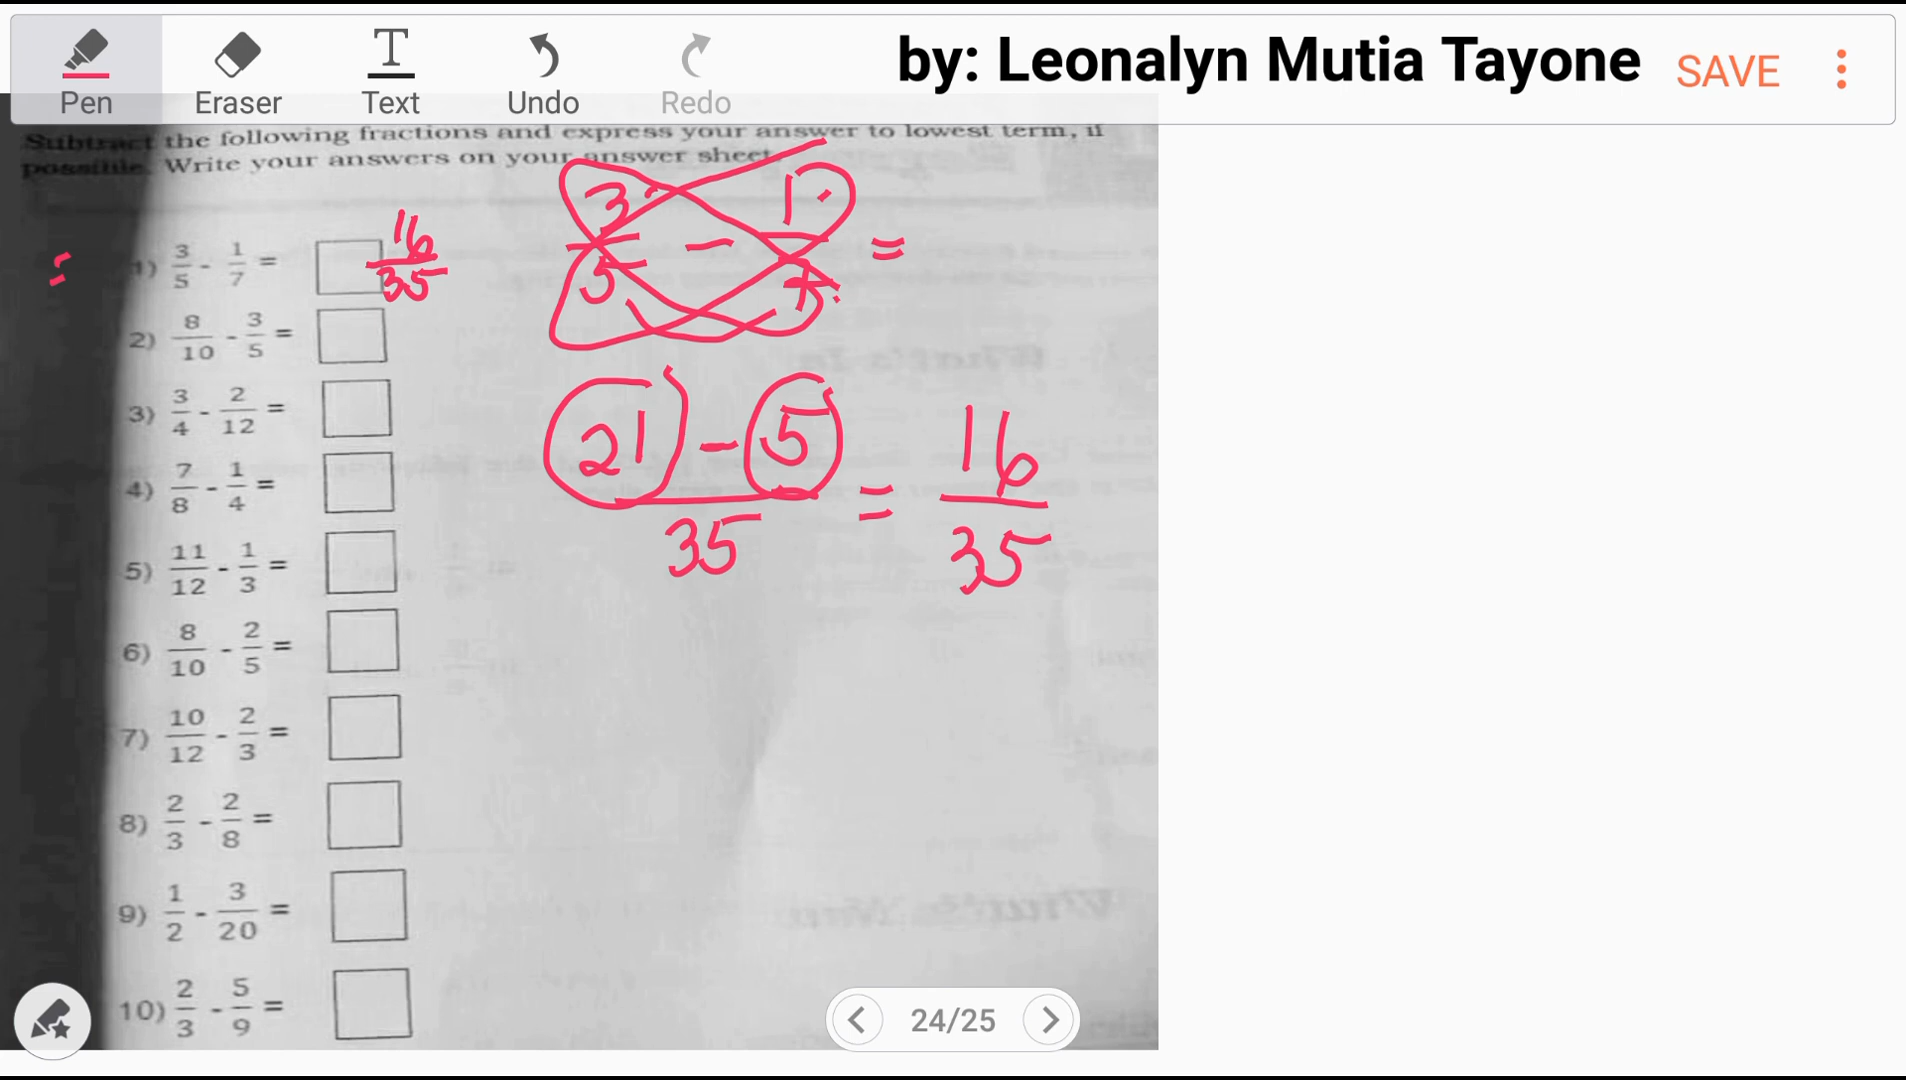 Pen Eraser Text Undo Redo by: Leonalyn Mutia Tayone SAVE
Subtract the following fractions and express your answer to lowest term, if
possible. Write your answers on your answer sheet.
1) 3/5 - 1/7 = 16/35
2) 8/10 - 3/5 =
3) 3/4 - 2/12 =
4) 7/8 - 1/4 =
5) 11/12 - 1/3 =
6) 8/10 - 2/5 =
7) 10/12 - 2/3 =
8) 2/3 - 2/8 =
9) 1/2 - 3/20 =
10) 2/3 - 5/9 =
3/5 - 1/7 =
21 - 5 / 35 = 16/35
What's In
What's New
24/25